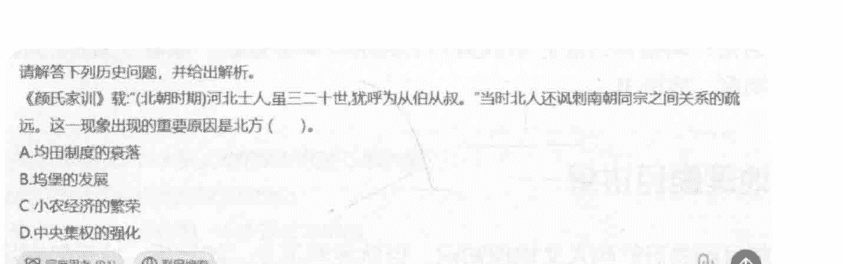 请解答下列历史问题，并给出解析。
《颜氏家训》载:“(北朝时期)河北士人,虽三二十世,犹呼为从伯从叔。”当时北人还讽刺南朝同宗之间关系的疏
远。这一现象出现的重要原因是北方 (　　)。
A.均田制度的衰落
B.坞堡的发展
C 小农经济的繁荣
D.中央集权的强化